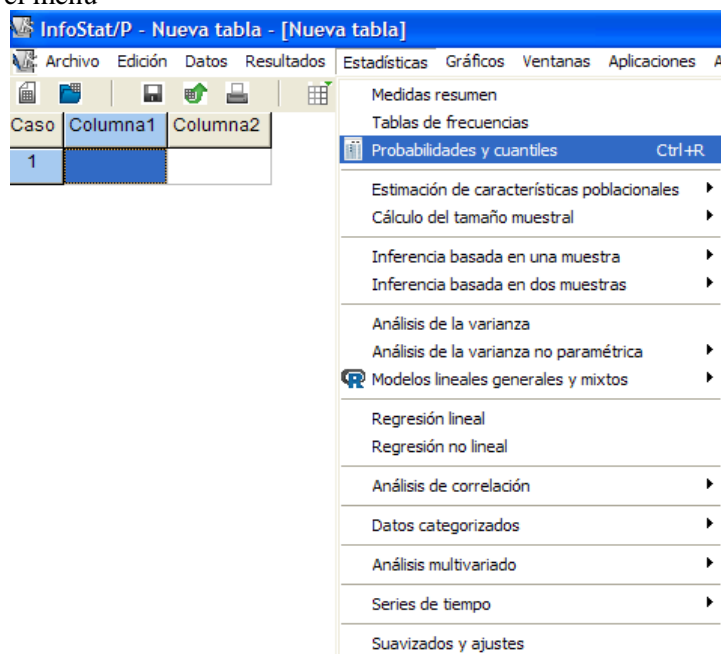 el menú
InfoStat/P - Nueva tabla - [Nueva tabla]
Archivo Edición Datos Resultados Estadísticas Gráficos Ventanas Aplicaciones A
Caso Columna1 Columna2
1
Medidas resumen
Tablas de frecuencias
Probabilidades y cuantiles Ctrl+R
Estimación de características poblacionales
Cálculo del tamaño muestral
Inferencia basada en una muestra
Inferencia basada en dos muestras
Análisis de la varianza
Análisis de la varianza no paramétrica
R Modelos lineales generales y mixtos
Regresión lineal
Regresión no lineal
Análisis de correlación
Datos categorizados
Análisis multivariado
Series de tiempo
Suavizados y ajustes